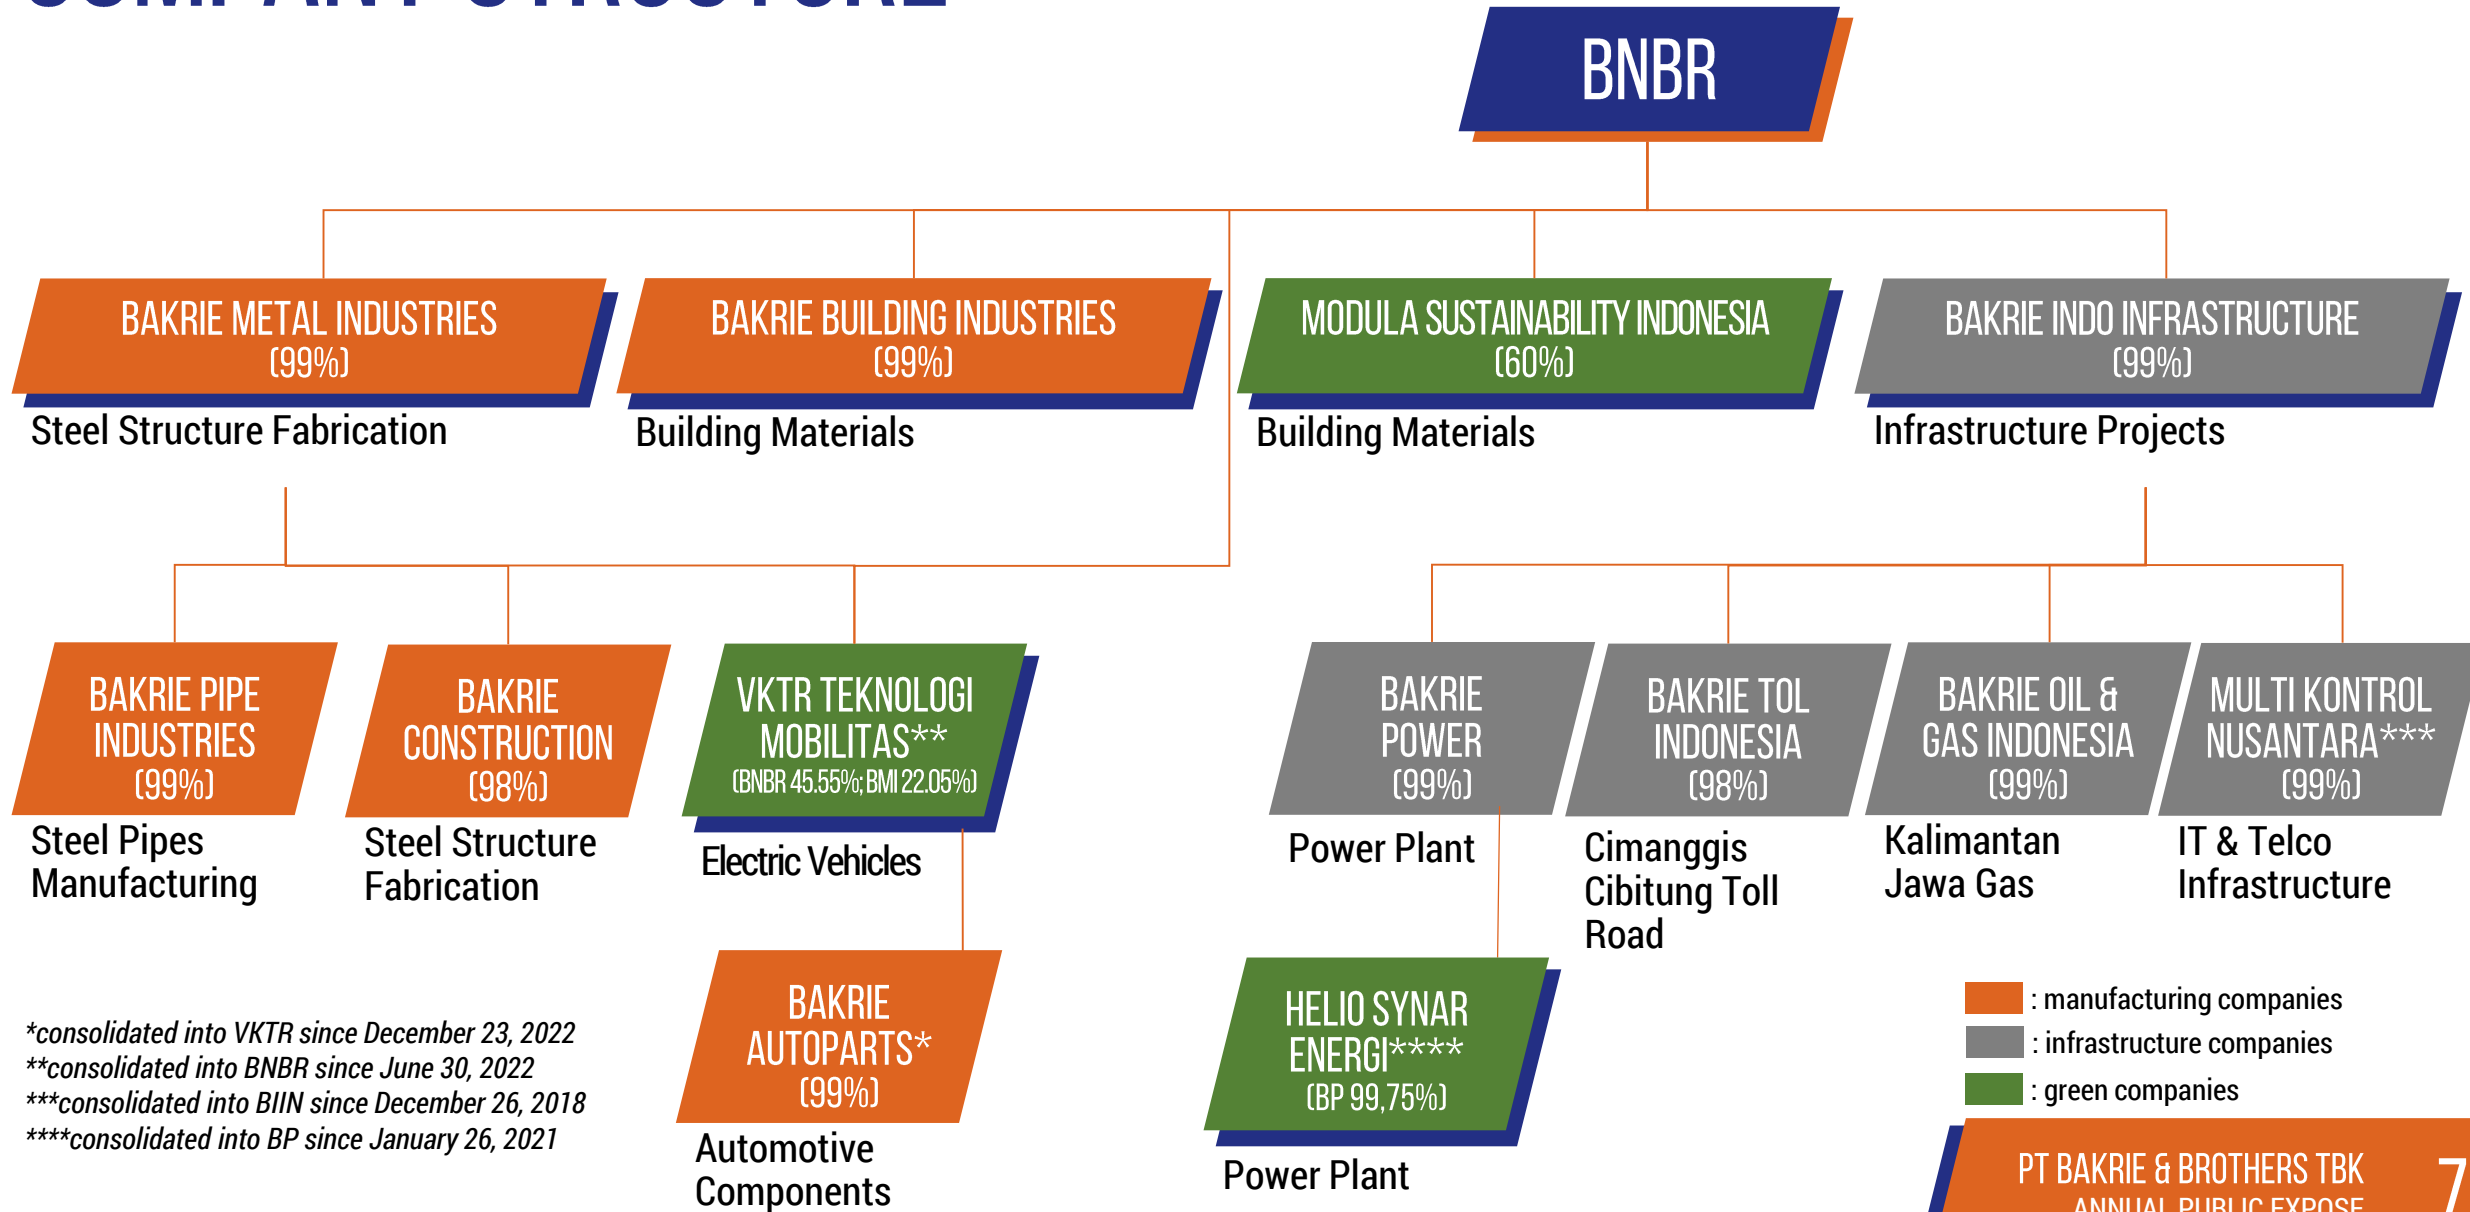 COMPANY STRUCTURE
BNBR
BAKRIE METAL INDUSTRIES
(99%)
Steel Structure Fabrication
BAKRIE BUILDING INDUSTRIES
(99%)
Building Materials
MODULA SUSTAINABILITY INDONESIA
(60%)
Building Materials
BAKRIE INDO INFRASTRUCTURE
(99%)
Infrastructure Projects
BAKRIE PIPE
INDUSTRIES
(99%)
Steel Pipes
Manufacturing
BAKRIE
CONSTRUCTION
(98%)
Steel Structure
Fabrication
VKTR TEKNOLOGI
MOBILITAS**
(BNBR 45.55%; BMI 22.05%)
Electric Vehicles
BAKRIE
POWER
(99%)
Power Plant
BAKRIE TOL
INDONESIA
(98%)
Cimanggis
Cibitung Toll
Road
BAKRIE OIL &
GAS INDONESIA
(99%)
Kalimantan
Jawa Gas
MULTI KONTROL
NUSANTARA***
(99%)
IT & Telco
Infrastructure
BAKRIE
AUTOPARTS*
(99%)
Automotive
Components
HELIO SYNAR
ENERGI****
(BP 99,75%)
Power Plant
*consolidated into VKTR since December 23, 2022
**consolidated into BNBR since June 30, 2022
***consolidated into BIIN since December 26, 2018
****consolidated into BP since January 26, 2021
: manufacturing companies
: infrastructure companies
: green companies
PT BAKRIE & BROTHERS TBK
ANNUAL PUBLIC EXPOSE
7